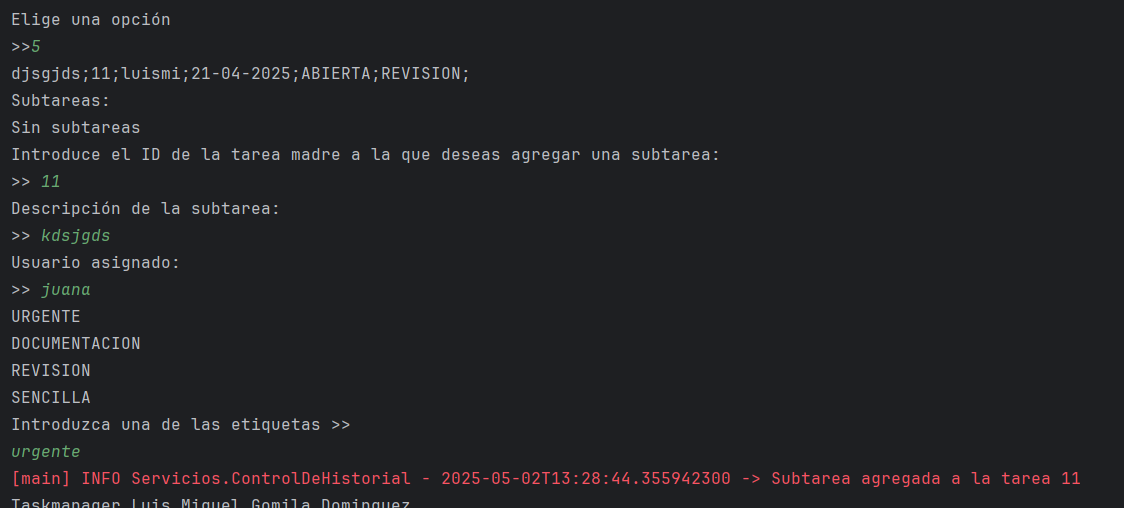 Elige una opción
>>5
djsgjds;11;luismi;21-04-2025;ABIERTA;REVISION;
Subtareas:
Sin subtareas
Introduce el ID de la tarea madre a la que deseas agregar una subtarea:
>> 11
Descripción de la subtarea:
>> kdsjgds
Usuario asignado:
>> juana
URGENTE
DOCUMENTACION
REVISION
SENCILLA
Introduzca una de las etiquetas >>
urgente
[main] INFO Servicios.ControlDeHistorial - 2025-05-02T13:28:44.355942300 -> Subtarea agregada a la tarea 11
Taskmanager Luis Miguel Gomila Dominguez